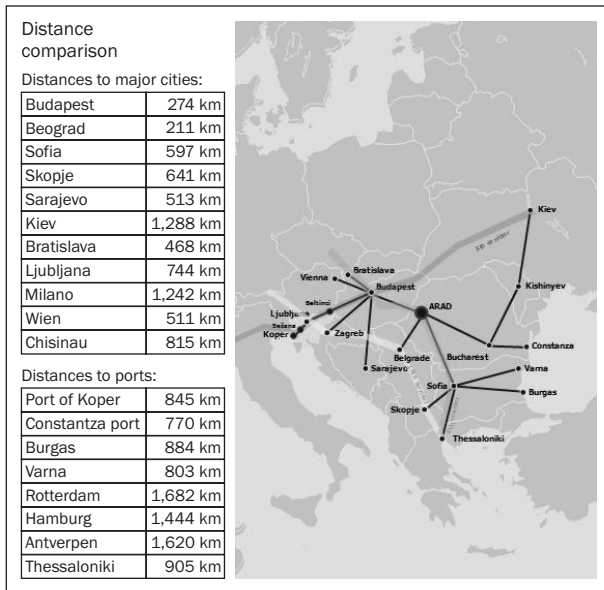 Distance
comparison
Distances to major cities:
Budapest 274 km
Beograd 211 km
Sofia 597 km
Skopje 641 km
Sarajevo 513 km
Kiev 1,288 km
Bratislava 468 km
Ljubljana 744 km
Milano 1,242 km
Wien 511 km
Chisinau 815 km
Distances to ports:
Port of Koper 845 km
Constantza port 770 km
Burgas 884 km
Varna 803 km
Rotterdam 1,682 km
Hamburg 1,444 km
Antverpen 1,620 km
Thessaloniki 905 km
Kiev
Bratislava
Vienna
Budapest
Kishinyev
Beltinci
ARAD
Ljubljana
Sežana
Koper
Zagreb
Belgrade
Bucharest
Constanza
Sarajevo
Varna
Sofia
Burgas
Skopje
Thessaloniki